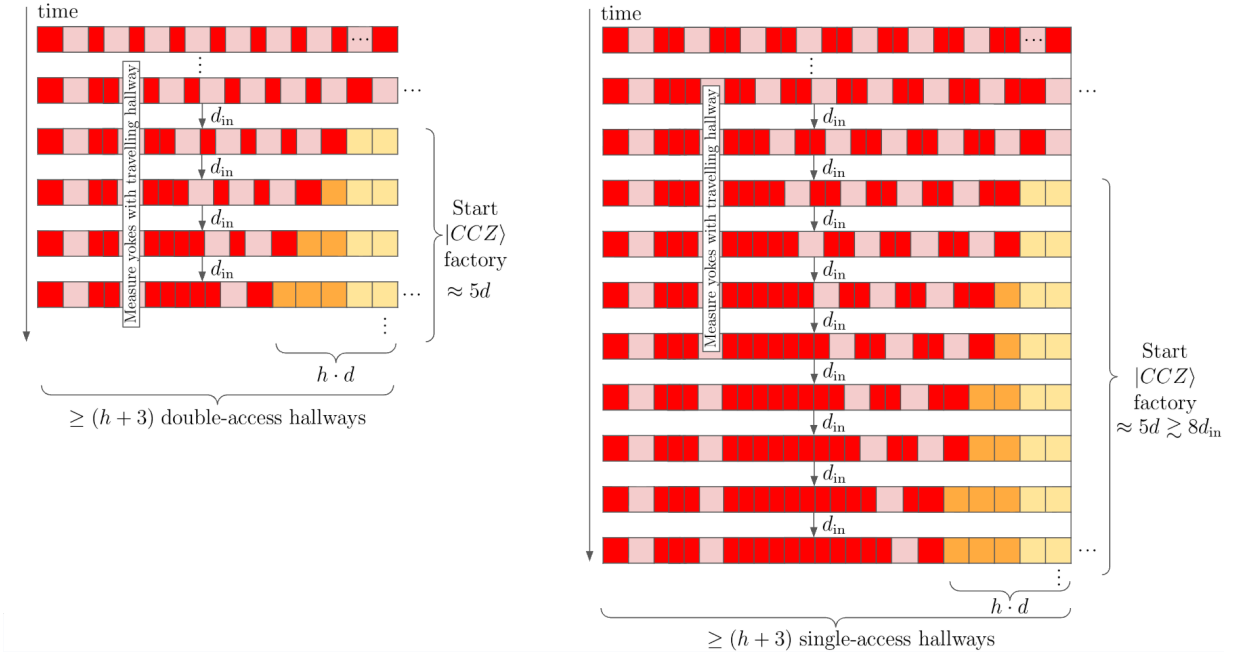 time
···
⋮
···
d_in
d_in
d_in
d_in
···
⋮
Measure yokes with travelling hallway
Start
|CCZ⟩
factory
≈ 5d
h · d
≥ (h + 3) double-access hallways
time
···
⋮
···
d_in
d_in
d_in
d_in
d_in
d_in
d_in
d_in
d_in
···
⋮
Measure yokes with travelling hallway
Start
|CCZ⟩
factory
≈ 5d ≳ 8d_in
h · d
≥ (h + 3) single-access hallways